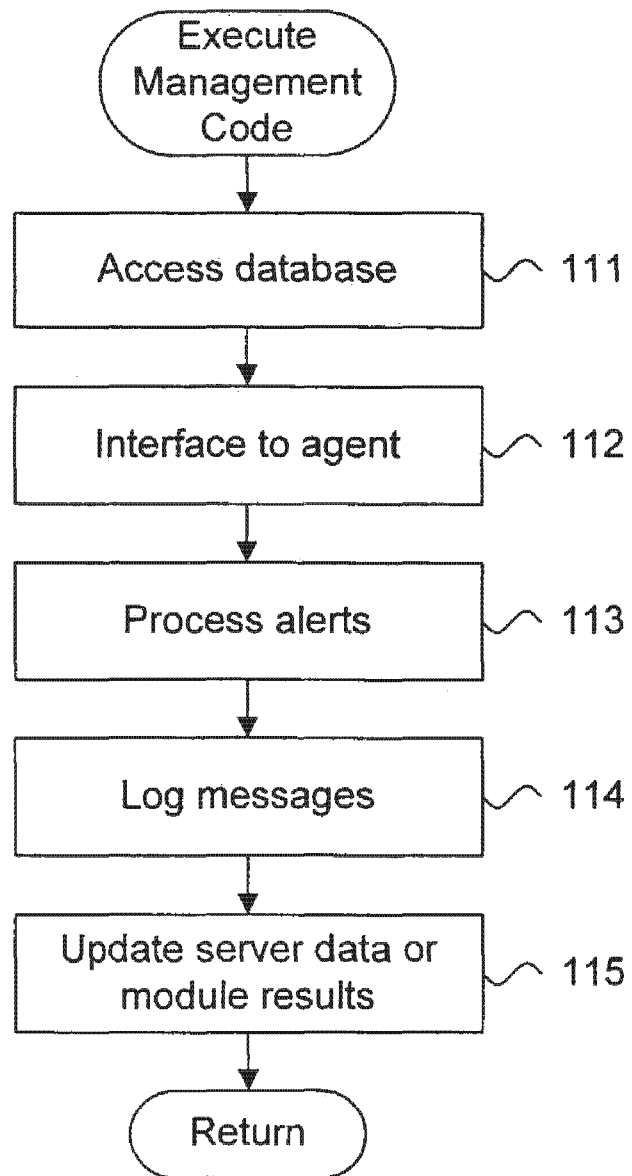 Execute
Management
Code
Access database
111
Interface to agent
112
Process alerts
113
Log messages
114
Update server data or
module results
115
Return